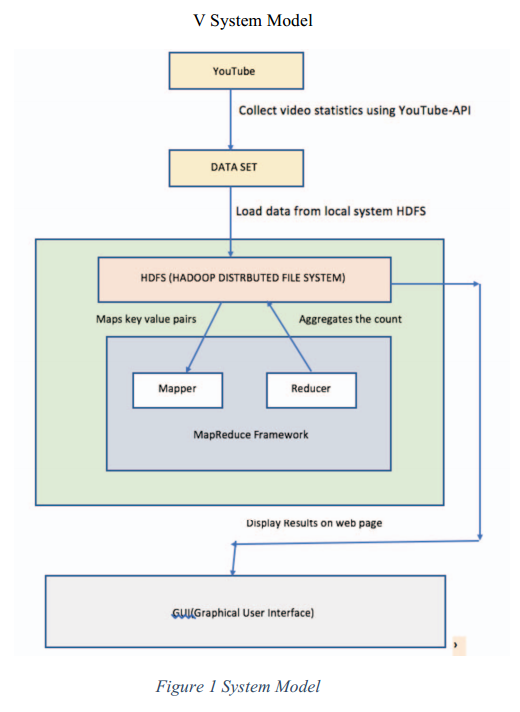 V System Model
YouTube
Collect video statistics using YouTube-API
DATA SET
Load data from local system HDFS
HDFS (HADOOP DISTRBUTED FILE SYSTEM)
Maps key value pairs
Aggregates the count
Mapper
Reducer
MapReduce Framework
Display Results on web page
GUI(Graphical User Interface)
Figure 1 System Model